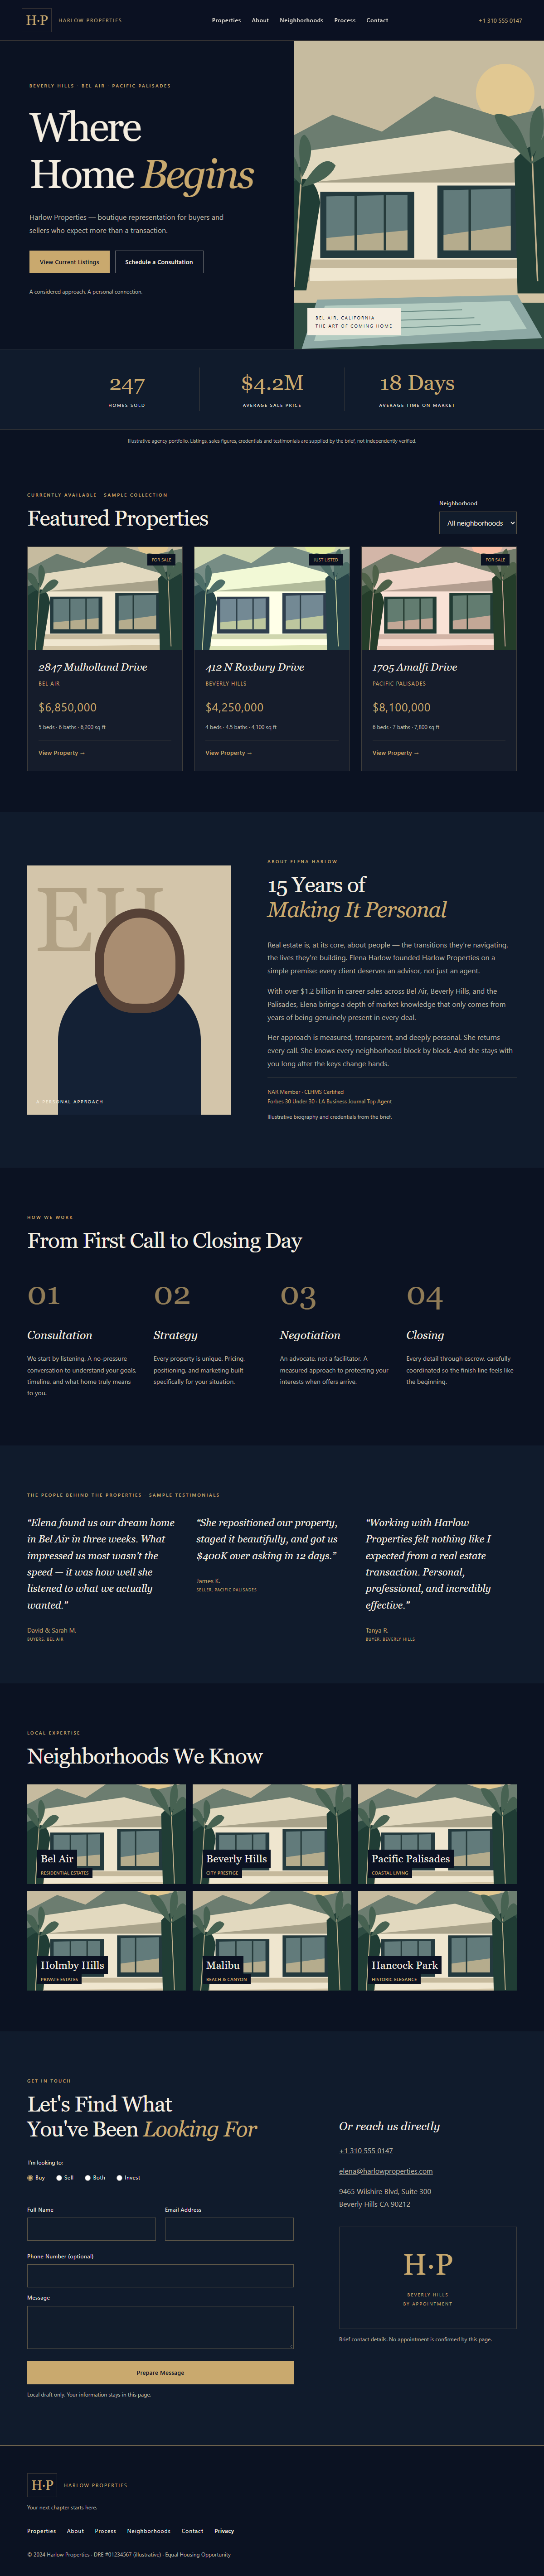 H·P HARLOW PROPERTIES
Properties About Neighborhoods Process Contact
+1 310 555 0147
BEVERLY HILLS · BEL AIR · PACIFIC PALISADES
Where
Home Begins
Harlow Properties — boutique representation for buyers and
sellers who expect more than a transaction.
View Current Listings
Schedule a Consultation
A considered approach. A personal connection.
BEL AIR, CALIFORNIA
THE ART OF COMING HOME
247
HOMES SOLD
$4.2M
AVERAGE SALE PRICE
18 Days
AVERAGE TIME ON MARKET
Illustrative agency portfolio. Listings, sales figures, credentials and testimonials are supplied by the brief, not independently verified.
CURRENTLY AVAILABLE · SAMPLE COLLECTION
Featured Properties
Neighborhood
All neighborhoods
FOR SALE
2847 Mulholland Drive
BEL AIR
$6,850,000
5 beds · 6 baths · 6,200 sq ft
View Property →
JUST LISTED
412 N Roxbury Drive
BEVERLY HILLS
$4,250,000
4 beds · 4.5 baths · 4,100 sq ft
View Property →
FOR SALE
1705 Amalfi Drive
PACIFIC PALISADES
$8,100,000
6 beds · 7 baths · 7,800 sq ft
View Property →
EH
A PERSONAL APPROACH
ABOUT ELENA HARLOW
15 Years of
Making It Personal
Real estate is, at its core, about people — the transitions they're navigating,
the lives they're building. Elena Harlow founded Harlow Properties on a
simple premise: every client deserves an advisor, not just an agent.
With over $1.2 billion in career sales across Bel Air, Beverly Hills, and the
Palisades, Elena brings a depth of market knowledge that only comes from
years of being genuinely present in every deal.
Her approach is measured, transparent, and deeply personal. She returns
every call. She knows every neighborhood block by block. And she stays with
you long after the keys change hands.
NAR Member · CLHMS Certified
Forbes 30 Under 30 · LA Business Journal Top Agent
Illustrative biography and credentials from the brief.
HOW WE WORK
From First Call to Closing Day
01
Consultation
We start by listening. A no-pressure
conversation to understand your goals,
timeline, and what home truly means
to you.
02
Strategy
Every property is unique. Pricing,
positioning, and marketing built
specifically for your situation.
03
Negotiation
An advocate, not a facilitator. A
measured approach to protecting your
interests when offers arrive.
04
Closing
Every detail through escrow, carefully
coordinated so the finish line feels like
the beginning.
THE PEOPLE BEHIND THE PROPERTIES · SAMPLE TESTIMONIALS
“Elena found us our dream home
in Bel Air in three weeks. What
impressed us most wasn't the
speed — it was how well she
listened to what we actually
wanted.”
David & Sarah M.
BUYERS, BEL AIR
“She repositioned our property,
staged it beautifully, and got us
$400K over asking in 12 days.”
James K.
SELLER, PACIFIC PALISADES
“Working with Harlow
Properties felt nothing like I
expected from a real estate
transaction. Personal,
professional, and incredibly
effective.”
Tanya R.
BUYER, BEVERLY HILLS
LOCAL EXPERTISE
Neighborhoods We Know
Bel Air
RESIDENTIAL ESTATES
Beverly Hills
CITY PRESTIGE
Pacific Palisades
COASTAL LIVING
Holmby Hills
PRIVATE ESTATES
Malibu
BEACH & CANYON
Hancock Park
HISTORIC ELEGANCE
GET IN TOUCH
Let's Find What
You've Been Looking For
I'm looking to:
Buy Sell Both Invest
Full Name
Email Address
Phone Number (optional)
Message
Prepare Message
Local draft only. Your information stays in this page.
Or reach us directly
+1 310 555 0147
elena@harlowproperties.com
9465 Wilshire Blvd, Suite 300
Beverly Hills CA 90212
H·P
BEVERLY HILLS
BY APPOINTMENT
Brief contact details. No appointment is confirmed by this page.
H·P HARLOW PROPERTIES
Your next chapter starts here.
Properties About Process Neighborhoods Contact Privacy
© 2024 Harlow Properties · DRE #01234567 (illustrative) · Equal Housing Opportunity